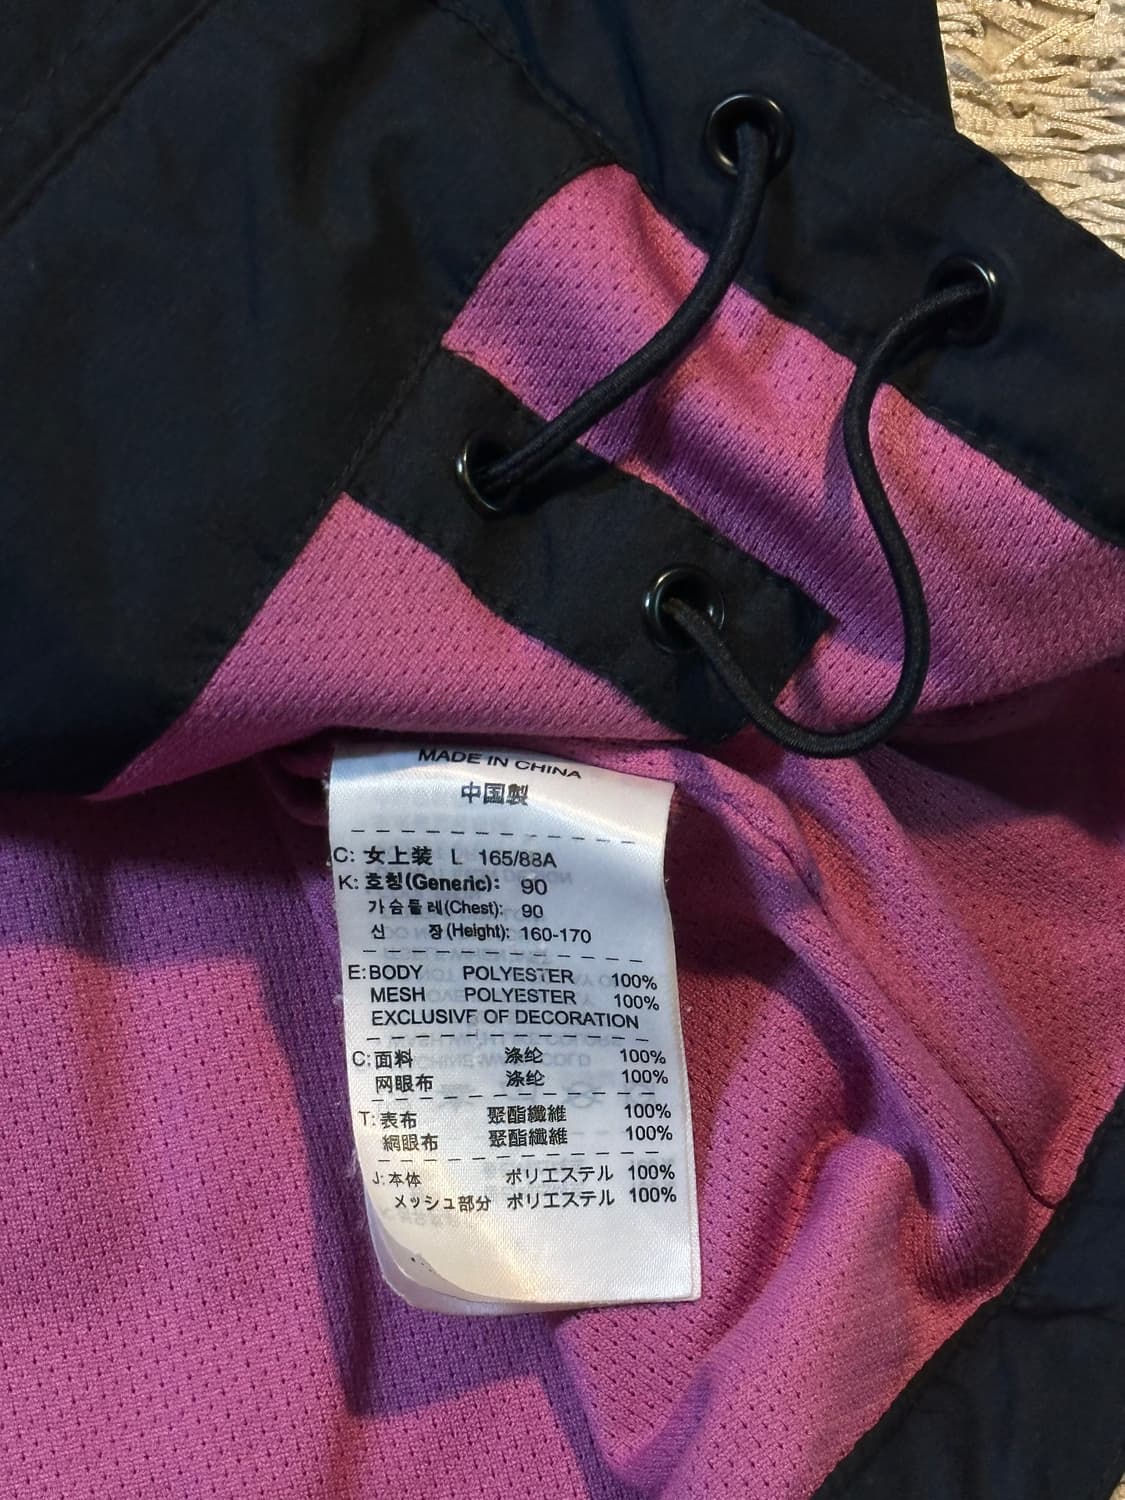 MADE IN CHINA
中国製
C: 女上装 L 165/88A
K: 호칭(Generic): 90
가슴둘레(Chest): 90
신 장(Height): 160-170
E: BODY POLYESTER 100%
MESH POLYESTER 100%
EXCLUSIVE OF DECORATION
C: 面料 涤纶 100%
网眼布 涤纶 100%
T: 表布 聚酯纖維 100%
網眼布 聚酯纖維 100%
J: 本体 ポリエステル 100%
メッシュ部分 ポリエステル 100%